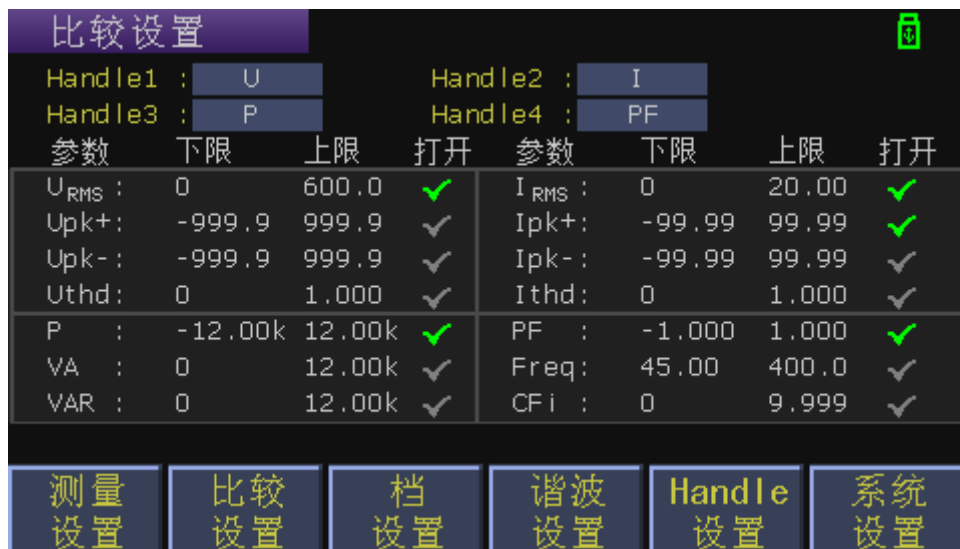 比较设置
Handle1 : U Handle2 : I
Handle3 : P Handle4 : PF
参数 下限 上限 打开 参数 下限 上限 打开
URMS : 0 600.0 ✓ IRMS : 0 20.00 ✓
Upk+: -999.9 999.9 ✓ Ipk+: -99.99 99.99 ✓
Upk-: -999.9 999.9 ✓ Ipk-: -99.99 99.99 ✓
Uthd: 0 1.000 ✓ Ithd: 0 1.000 ✓
P : -12.00k 12.00k ✓ PF : -1.000 1.000 ✓
VA : 0 12.00k ✓ Freq: 45.00 400.0 ✓
VAR : 0 12.00k ✓ CFi : 0 9.999 ✓
测量 比较 档 谐波 Handle 系统
设置 设置 设置 设置 设置 设置